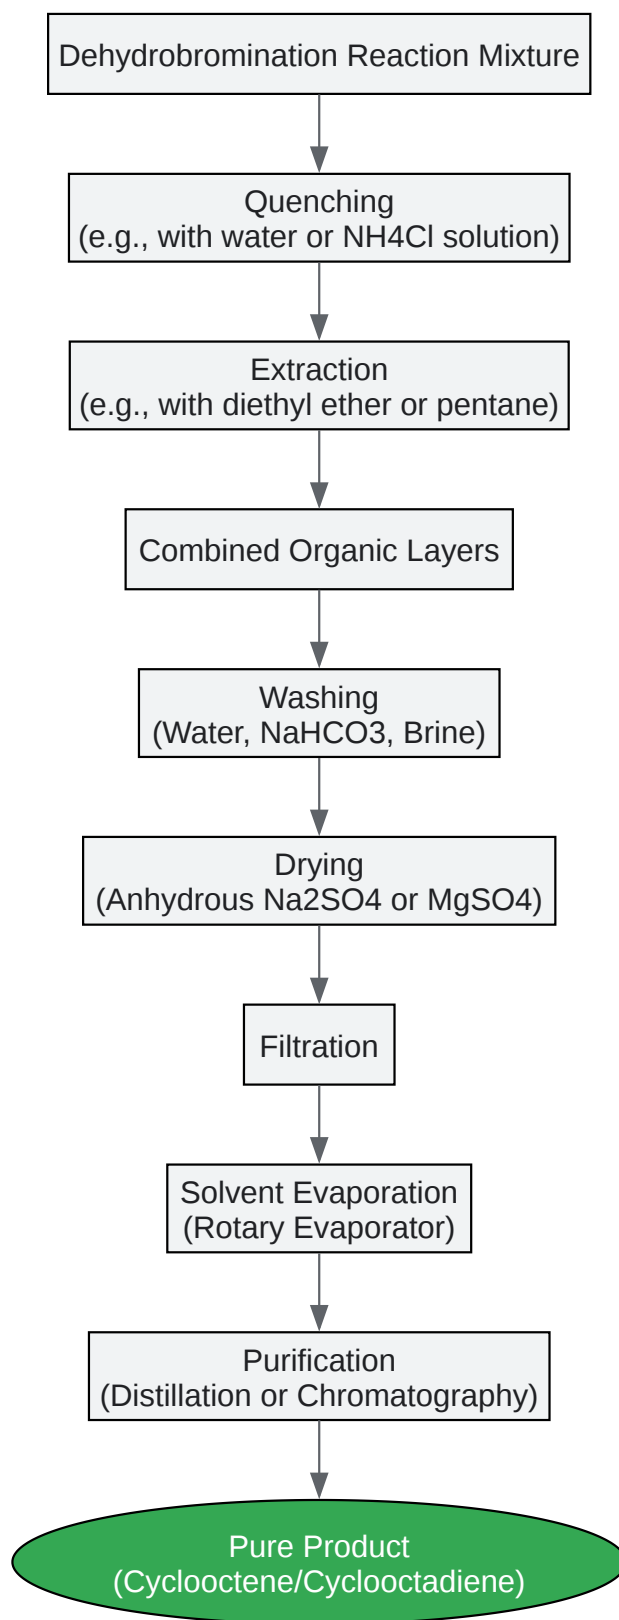 Dehydrobromination Reaction Mixture
Quenching
(e.g., with water or NH4Cl solution)
Extraction
(e.g., with diethyl ether or pentane)
Combined Organic Layers
Washing
(Water, NaHCO3, Brine)
Drying
(Anhydrous Na2SO4 or MgSO4)
Filtration
Solvent Evaporation
(Rotary Evaporator)
Purification
(Distillation or Chromatography)
Pure Product
(Cyclooctene/Cyclooctadiene)